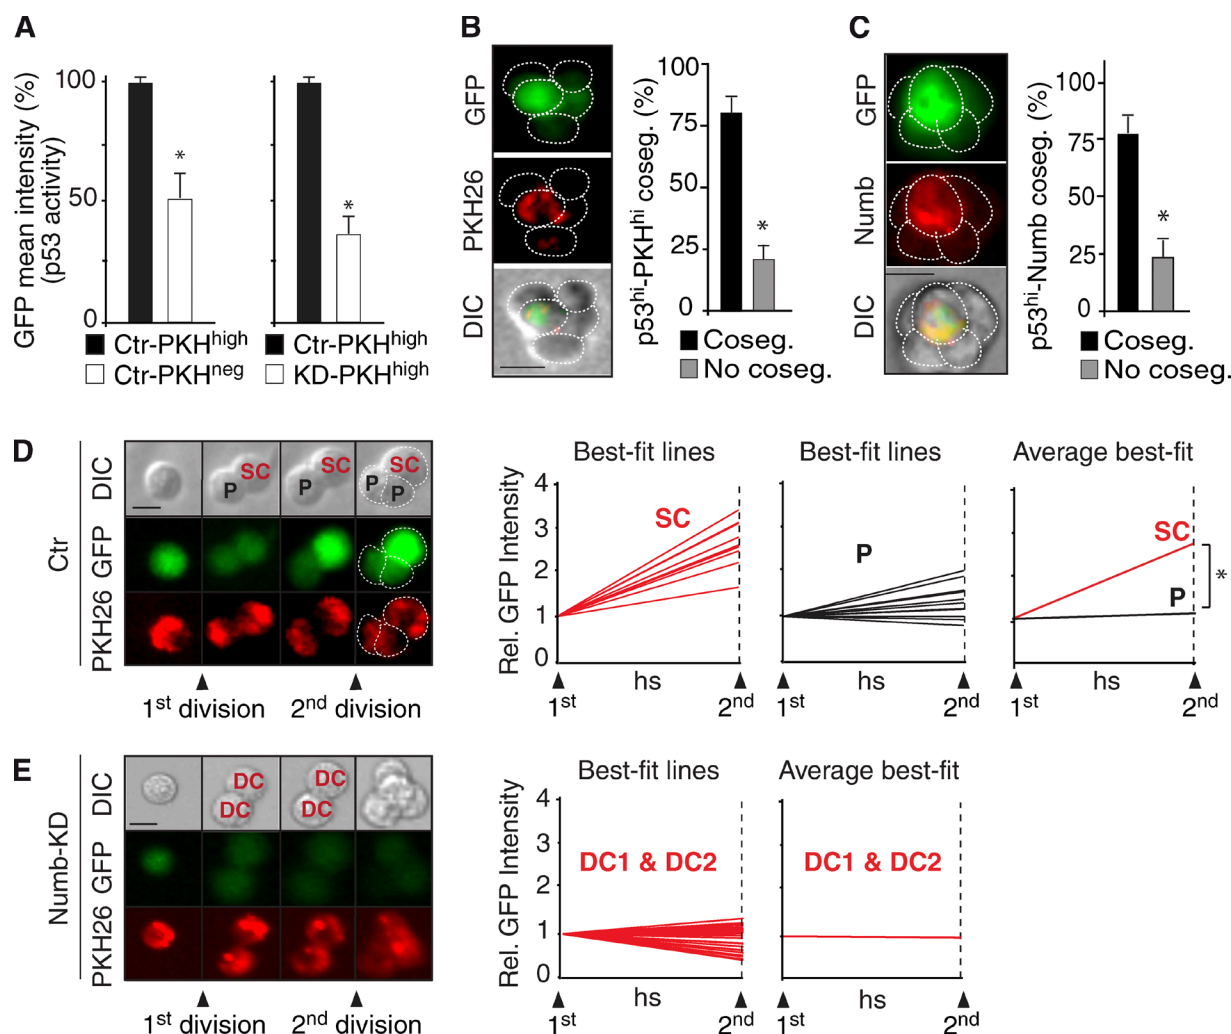 A
GFP mean intensity (%)
(p53 activity)
100
50
0
Ctr-PKHhigh
Ctr-PKHneg
Ctr-PKHhigh
KD-PKHhigh
B
GFP
PKH26
DIC
p53hi-PKHhi coseg. (%)
100
75
50
25
0
*
Coseg.
No coseg.
C
GFP
Numb
DIC
p53hi-Numb coseg. (%)
100
75
50
25
0
*
Coseg.
No coseg.
D
Ctr
DIC
GFP
PKH26
P SC
P SC
P SC P
1st division
2nd division
Best-fit lines
Rel. GFP Intensity
4
3
2
1
0
SC
hs
1st
2nd
Best-fit lines
P
hs
1st
2nd
Average best-fit
SC
P
*
hs
1st
2nd
E
Numb-KD
DIC
GFP
PKH26
DC
DC
DC
DC
1st division
2nd division
Best-fit lines
Rel. GFP Intensity
4
3
2
1
0
DC1 & DC2
hs
1st
2nd
Average best-fit
DC1 & DC2
hs
1st
2nd